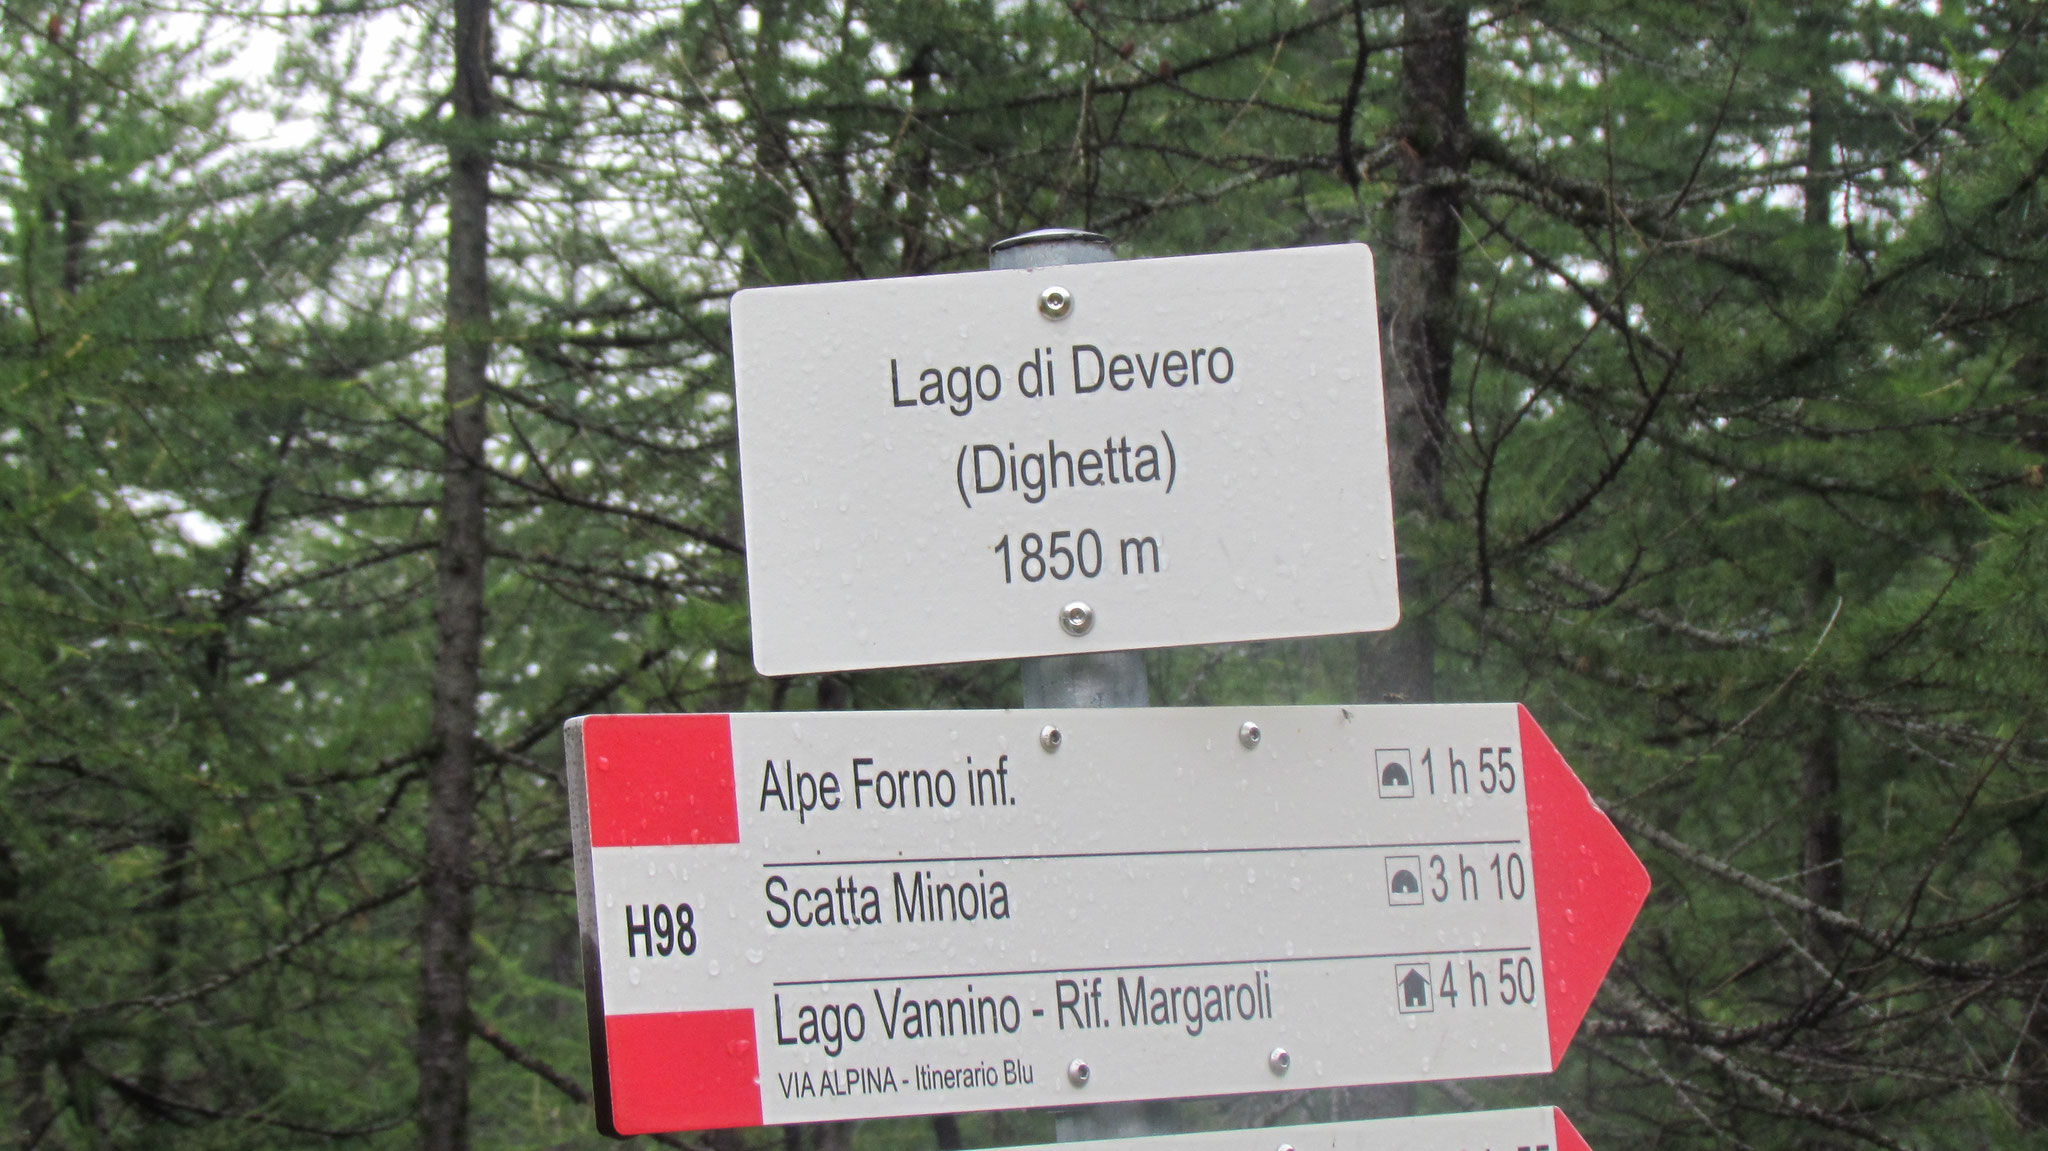 Lago di Devero
(Dighetta)
1850 m
Alpe Forno inf. 1 h 55
H98
Scatta Minoia 3 h 10
Lago Vannino - Rif. Margaroli 4 h 50
VIA ALPINA - Itinerario Blu